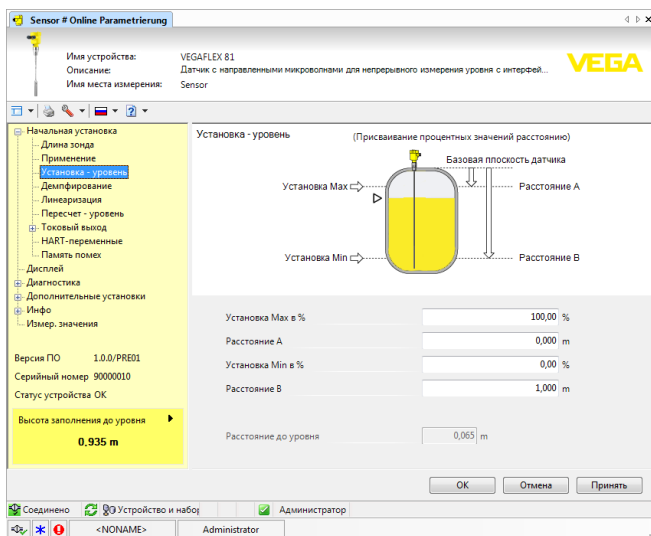 Sensor # Online Parametrierung
Имя устройства: VEGAFLEX 81
Описание: Датчик с направленными микроволнами для непрерывного измерения уровня с интерфей...
Имя места измерения: Sensor
VEGA
Начальная установка
Длина зонда
Применение
Установка - уровень
Демпфирование
Линеаризация
Пересчет - уровень
Токовый выход
HART-переменные
Память помех
Дисплей
Диагностика
Дополнительные установки
Инфо
Измер. значения
Версия ПО 1.0.0/PRE01
Серийный номер 90000010
Статус устройства OK
Высота заполнения до уровня
0,935 m
Установка - уровень (Присваивание процентных значений расстоянию)
Базовая плоскость датчика
Установка Max Расстояние A
Установка Min Расстояние B
Установка Max в % 100,00 %
Расстояние A 0,000 m
Установка Min в % 0,00 %
Расстояние B 1,000 m
Расстояние до уровня 0,065 m
OK Отмена Принять
Соединено Устройство и набор Администратор
<NONAME> Administrator